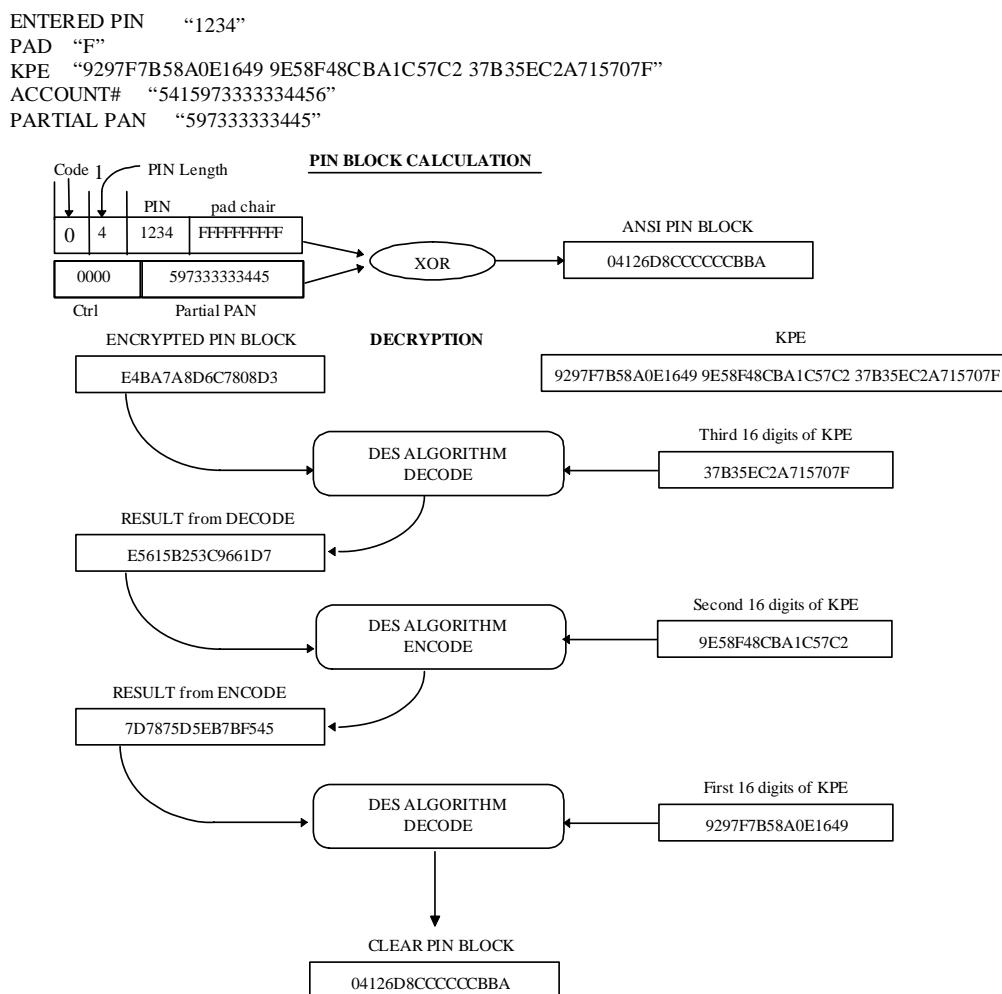 ENTERED PIN “1234”
PAD “F”
KPE “9297F7B58A0E1649 9E58F48CBA1C57C2 37B35EC2A715707F”
ACCOUNT# “5415973333334456”
PARTIAL PAN “597333333445”
PIN BLOCK CALCULATION
Code 1 PIN Length
PIN pad chair
0 4 1234 FFFFFFFFFF
ANSI PIN BLOCK
XOR
04126D8CCCCCCBBA
0000 597333333445
Ctrl Partial PAN
ENCRYPTED PIN BLOCK DECRYPTION KPE
E4BA7A8D6C7808D3
9297F7B58A0E1649 9E58F48CBA1C57C2 37B35EC2A715707F
DES ALGORITHM
DECODE
Third 16 digits of KPE
37B35EC2A715707F
RESULT from DECODE
E5615B253C9661D7
DES ALGORITHM
ENCODE
Second 16 digits of KPE
9E58F48CBA1C57C2
RESULT from ENCODE
7D7875D5EB7BF545
DES ALGORITHM
DECODE
First 16 digits of KPE
9297F7B58A0E1649
CLEAR PIN BLOCK
04126D8CCCCCCBBA